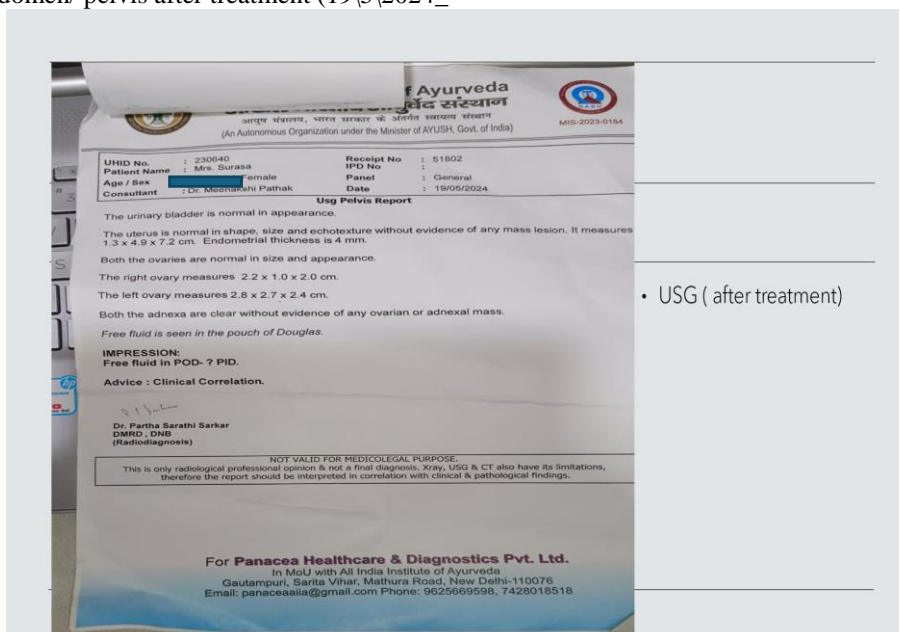 domen/ pelvis after treatment (19\5\2024_
f Ayurveda
र्वेद संस्थान
आयुष मंत्रालय, भारत सरकार के अंतर्गत स्वायत्त संस्थान
(An Autonomous Organization under the Minister of AYUSH, Govt. of India)
MIS-2023-0184
UHID No. : 230640 Receipt No : 51802
Patient Name : Mrs. Surasa IPD No :
Age / Sex emale Panel : General
Consultant : Dr. Meenakshi Pathak Date : 19/05/2024
Usg Pelvis Report
The urinary bladder is normal in appearance.
The uterus is normal in shape, size and echotexture without evidence of any mass lesion. It measures
1.3 x 4.9 x 7.2 cm. Endometrial thickness is 4 mm.
Both the ovaries are normal in size and appearance.
The right ovary measures 2.2 x 1.0 x 2.0 cm.
The left ovary measures 2.8 x 2.7 x 2.4 cm.
• USG ( after treatment)
Both the adnexa are clear without evidence of any ovarian or adnexal mass.
Free fluid is seen in the pouch of Douglas.
IMPRESSION:
Free fluid in POD- ? PID.
Advice : Clinical Correlation.
Dr. Partha Sarathi Sarkar
DMRD , DNB
(Radiodiagnosis)
NOT VALID FOR MEDICOLEGAL PURPOSE.
This is only radiological professional opinion & not a final diagnosis. Xray, USG & CT also have its limitations,
therefore the report should be interpreted in correlation with clinical & pathological findings.
For Panacea Healthcare & Diagnostics Pvt. Ltd.
In MoU with All India Institute of Ayurveda
Gautampuri, Sarita Vihar, Mathura Road, New Delhi-110076
Email: panaceaaiia@gmail.com Phone: 9625669598, 7428018518